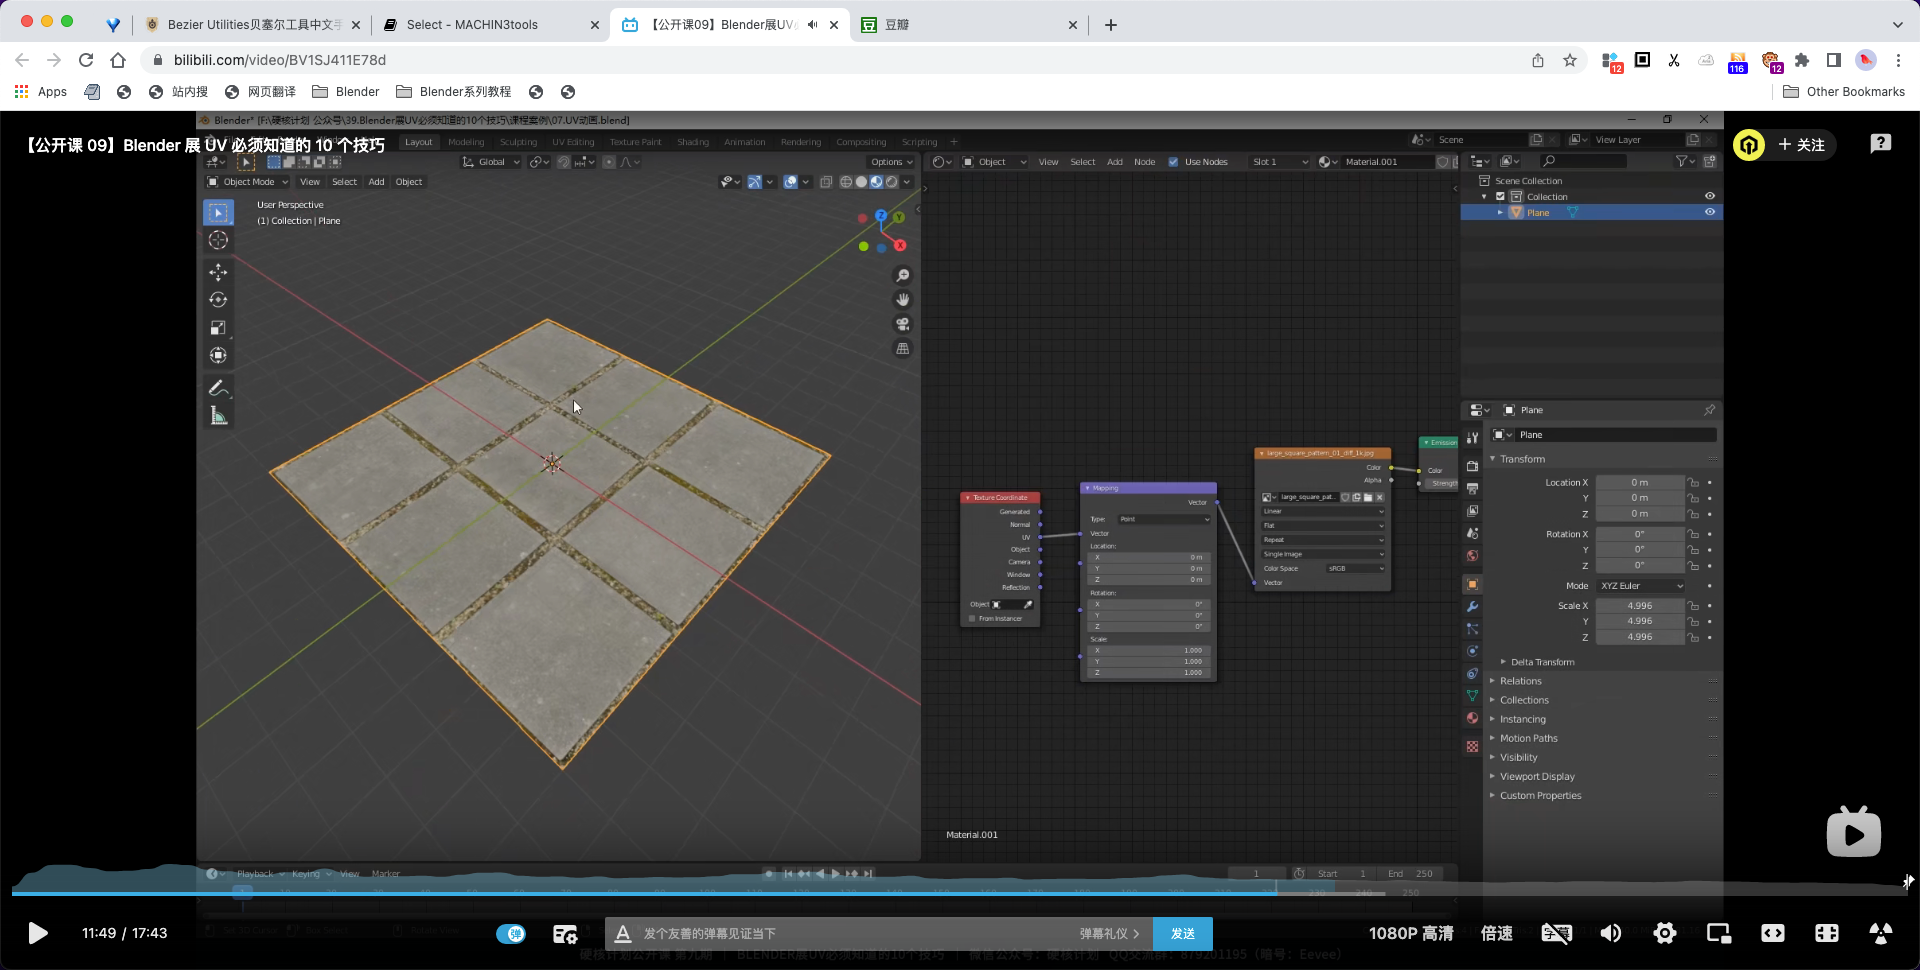 Bezier Utilities贝塞尔工具中文手
Select - MACHIN3tools
【公开课09】Blender展UV
豆瓣
bilibili.com/video/BV1SJ411E78d
12
116
12
Apps
站内搜
网页翻译
Blender
Blender系列教程
Other Bookmarks
Blender* [F:\硬核计划 公众号\39.Blender展UV必须知道的10个技巧\课程案例\07.UV动画.blend]
【公开课 09】Blender 展 UV 必须知道的 10 个技巧
Layout Modeling Sculpting UV Editing Texture Paint Shading Animation Rendering Compositing Scripting +
Scene
View Layer
+ 关注
Global
Options
Object View Select Add Node Use Nodes Slot 1 Material.001
Object Mode View Select Add Object
User Perspective
(1) Collection | Plane
Z
Y
X
Scene Collection
Collection
Plane
Plane
Plane
Transform
Location X 0 m
Y 0 m
Z 0 m
Rotation X 0°
Y 0°
Z 0°
Mode XYZ Euler
Scale X 4.996
Y 4.996
Z 4.996
Delta Transform
Relations
Collections
Instancing
Motion Paths
Visibility
Viewport Display
Custom Properties
Texture Coordinate
Generated
Normal
UV
Object
Camera
Window
Reflection
Object
From Instancer
Mapping
Vector
Type: Point
Vector
Location:
X 0 m
Y 0 m
Z 0 m
Rotation:
X 0°
Y 0°
Z 0°
Scale:
X 1.000
Y 1.000
Z 1.000
large_square_pattern_01_diff_1k.jpg
Color
Alpha
large_square_pat..
Linear
Flat
Repeat
Single Image
Color Space sRGB
Vector
Emission
Color
Strength
Material.001
Playback Keying View Marker
1 Start 1 End 250
1
230 240 250
11:49 / 17:43
弹
发个友善的弹幕见证当下
弹幕礼仪 >
发送
1080P 高清
倍速
字幕
硬核计划公开课 第九期 | BLENDER展UV必须知道的10个技巧 | 微信公众号：硬核计划 QQ交流群：879201195（暗号：Eevee）